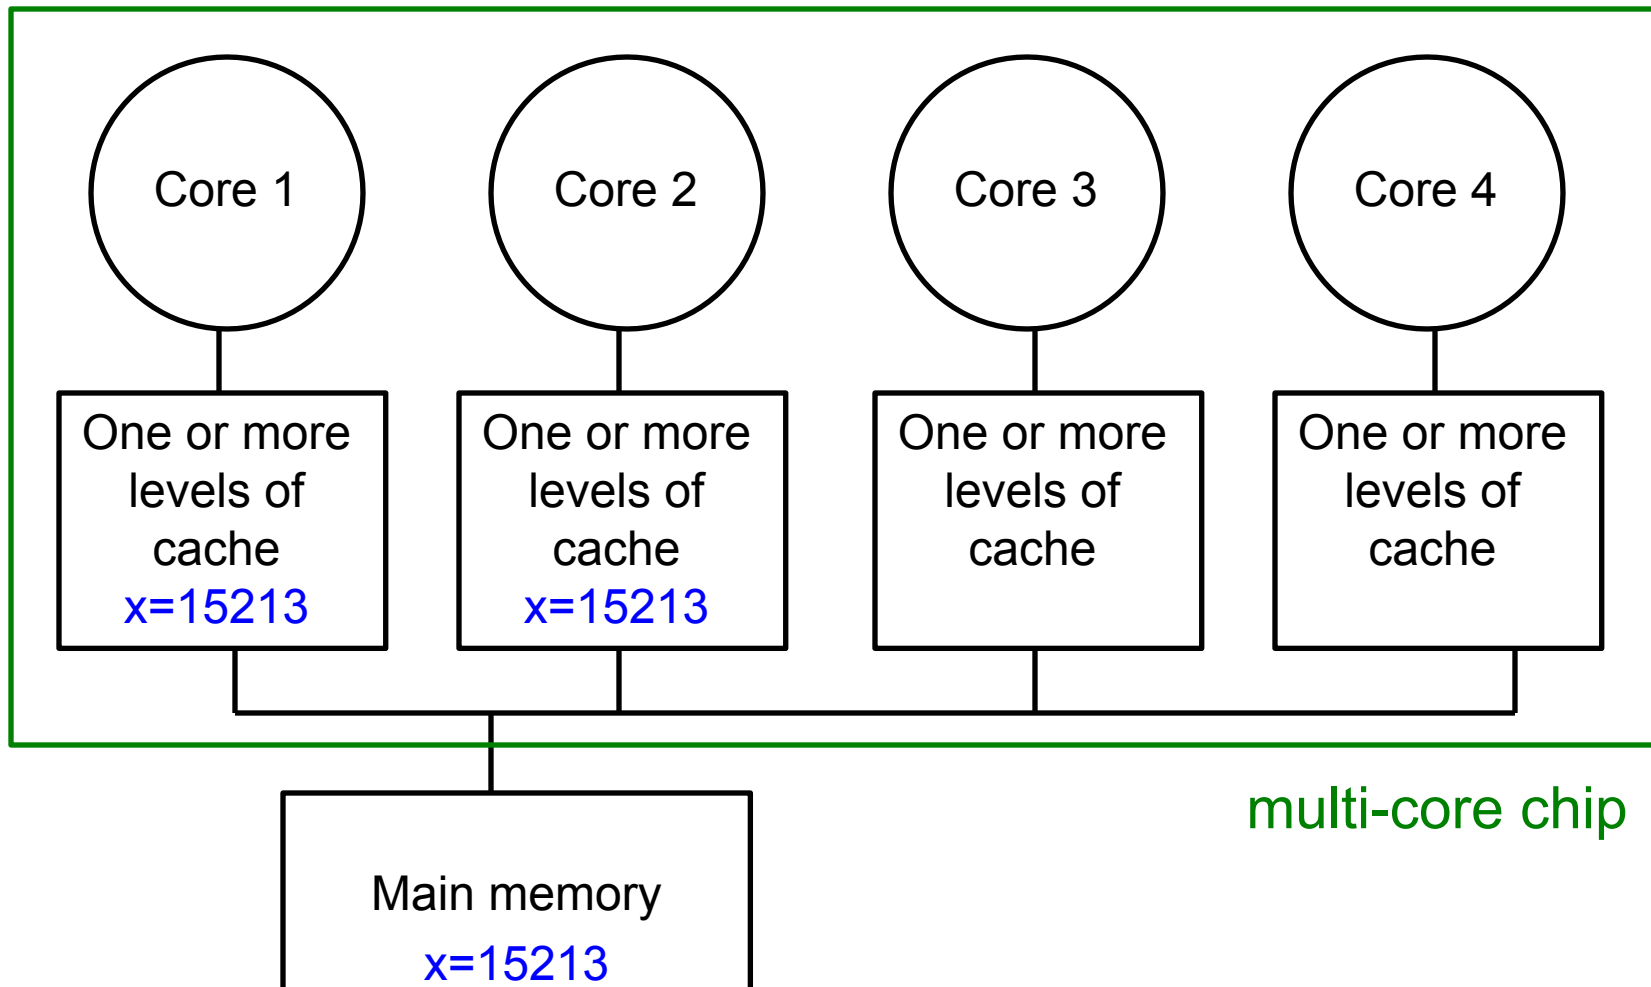 Core 1
Core 2
Core 3
Core 4
One or more
levels of
cache
x=15213
One or more
levels of
cache
x=15213
One or more
levels of
cache
One or more
levels of
cache
multi-core chip
Main memory
x=15213